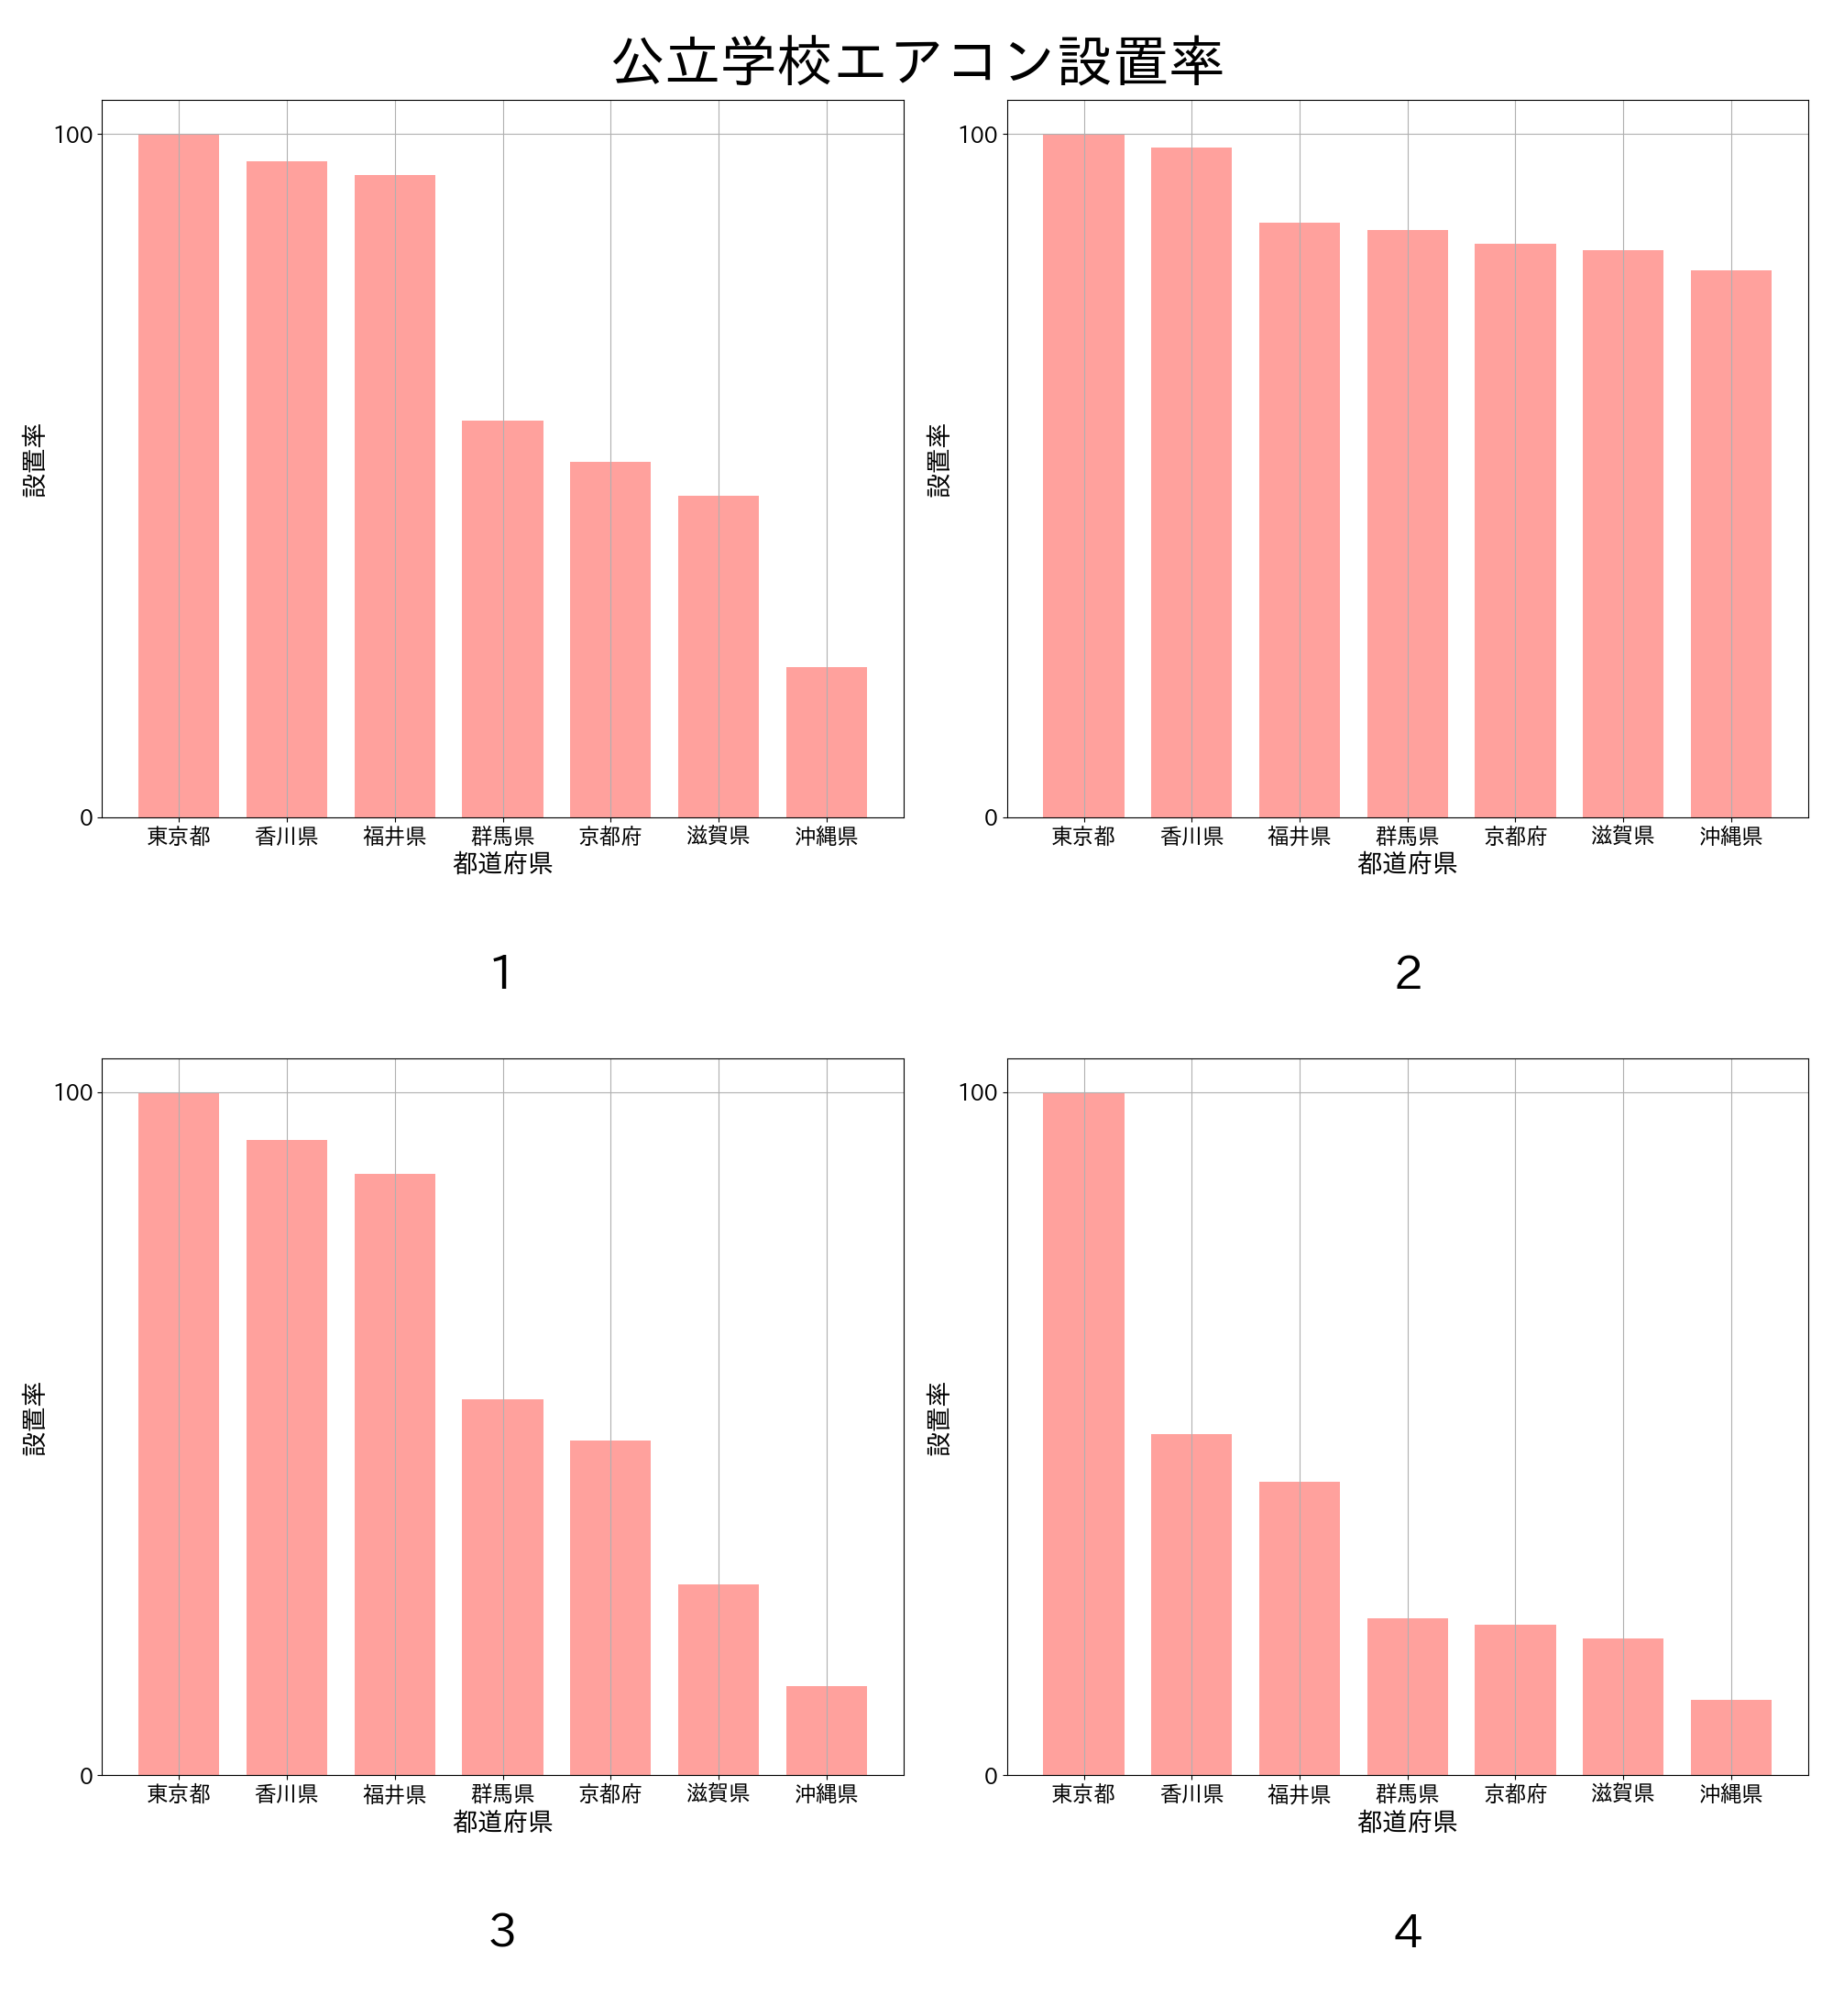 公立学校エアコン設置率
100
0
設置率
東京都 香川県 福井県 群馬県 京都府 滋賀県 沖縄県
都道府県
1
100
0
設置率
東京都 香川県 福井県 群馬県 京都府 滋賀県 沖縄県
都道府県
2
100
0
設置率
東京都 香川県 福井県 群馬県 京都府 滋賀県 沖縄県
都道府県
3
100
0
設置率
東京都 香川県 福井県 群馬県 京都府 滋賀県 沖縄県
都道府県
4